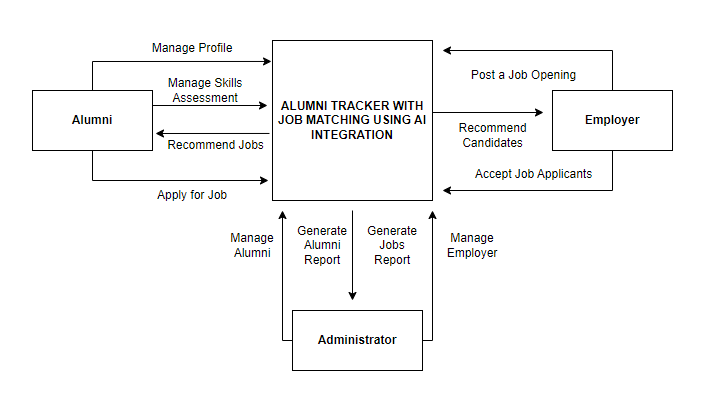 Manage Profile
Manage Skills
Assessment
Alumni
Recommend Jobs
Apply for Job
ALUMNI TRACKER WITH
JOB MATCHING USING AI
INTEGRATION
Post a Job Opening
Recommend
Candidates
Employer
Accept Job Applicants
Manage
Alumni
Generate
Alumni
Report
Generate
Jobs
Report
Manage
Employer
Administrator